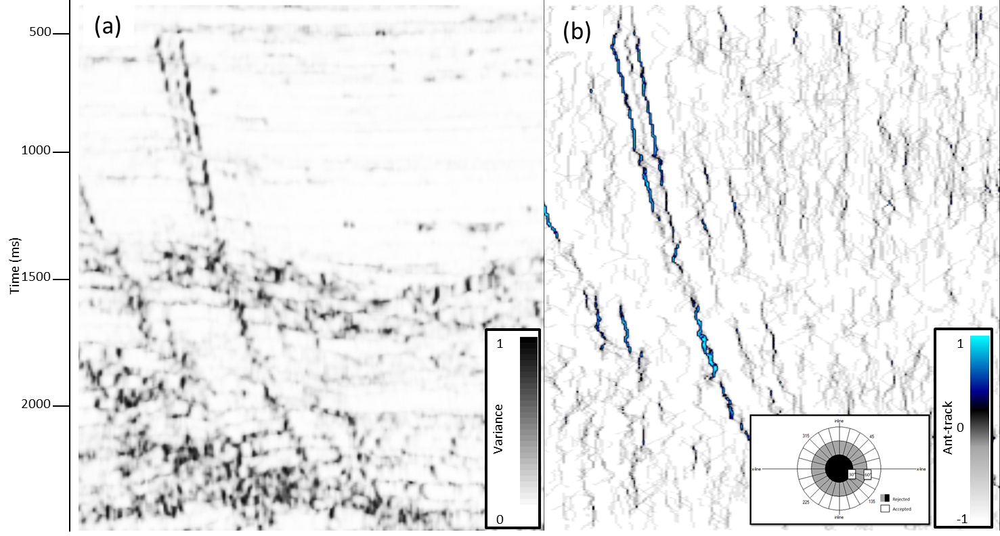 (a)
(b)
500
1000
1500
2000
Time (ms)
1
Variance
0
inline
315
45
x-line
x-line
30°
60°
225
135
inline
Rejected
Accepted
1
0
Ant-track
-1